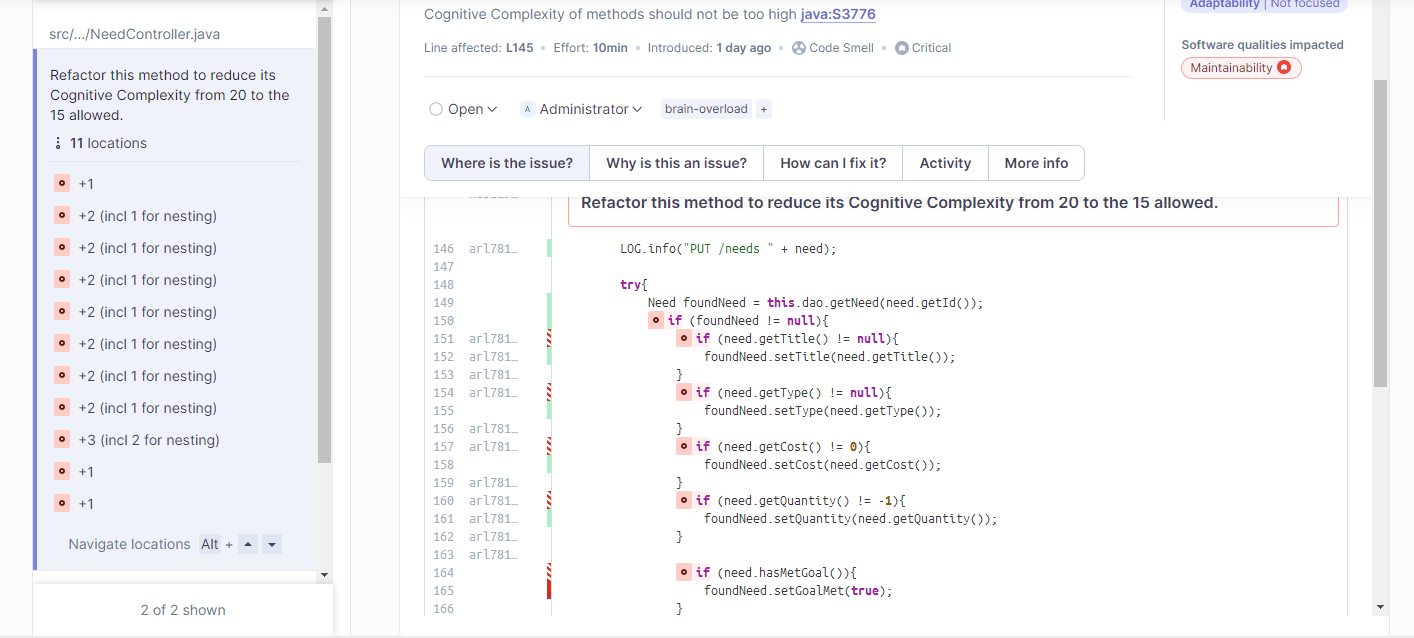 src/.../NeedController.java
Refactor this method to reduce its
Cognitive Complexity from 20 to the
15 allowed.
11 locations
+1
+2 (incl 1 for nesting)
+2 (incl 1 for nesting)
+2 (incl 1 for nesting)
+2 (incl 1 for nesting)
+2 (incl 1 for nesting)
+2 (incl 1 for nesting)
+2 (incl 1 for nesting)
+3 (incl 2 for nesting)
+1
+1
Navigate locations Alt +
2 of 2 shown
Cognitive Complexity of methods should not be too high java:S3776
Line affected: L145 • Effort: 10min • Introduced: 1 day ago • Code Smell • Critical
Adaptability | Not focused
Software qualities impacted
Maintainability
Open A Administrator brain-overload +
Where is the issue? Why is this an issue? How can I fix it? Activity More info
Refactor this method to reduce its Cognitive Complexity from 20 to the 15 allowed.
146 arl781… LOG.info("PUT /needs " + need);
147
148 try{
149 Need foundNeed = this.dao.getNeed(need.getId());
150 if (foundNeed != null){
151 arl781… if (need.getTitle() != null){
152 arl781… foundNeed.setTitle(need.getTitle());
153 arl781… }
154 arl781… if (need.getType() != null){
155 foundNeed.setType(need.getType());
156 arl781… }
157 arl781… if (need.getCost() != 0){
158 foundNeed.setCost(need.getCost());
159 arl781… }
160 arl781… if (need.getQuantity() != -1){
161 arl781… foundNeed.setQuantity(need.getQuantity());
162 arl781… }
163 arl781…
164 if (need.hasMetGoal()){
165 foundNeed.setGoalMet(true);
166 }